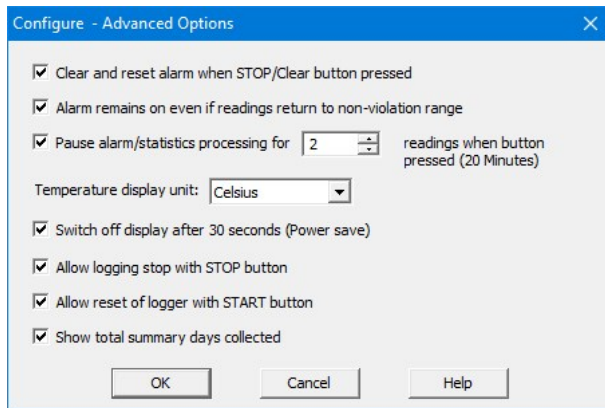 Configure - Advanced Options
Clear and reset alarm when STOP/Clear button pressed
Alarm remains on even if readings return to non-violation range
Pause alarm/statistics processing for 2 readings when button
pressed (20 Minutes)
Temperature display unit: Celsius
Switch off display after 30 seconds (Power save)
Allow logging stop with STOP button
Allow reset of logger with START button
Show total summary days collected
OK Cancel Help